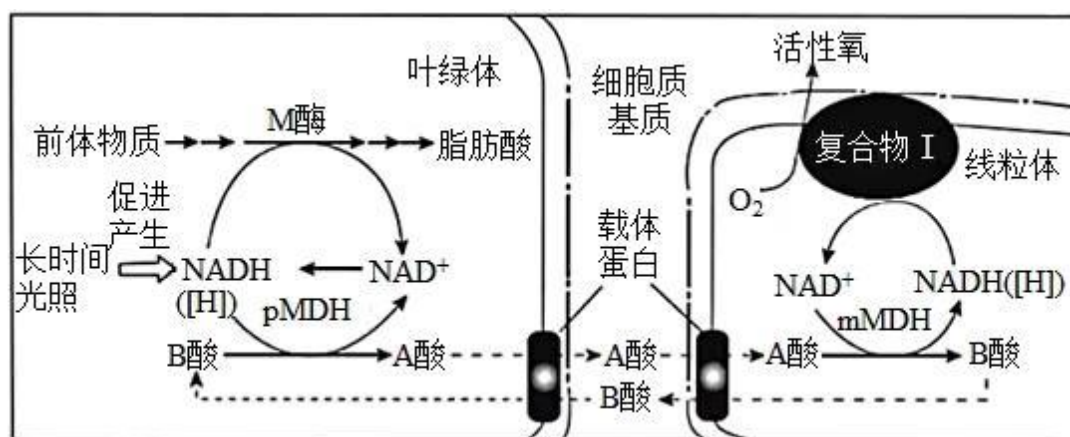 活性氧
叶绿体
细胞质
基质
M酶
前体物质
脂肪酸
复合物Ⅰ
线粒体
促进
产生
O₂
载体
蛋白
长时间
光照
NADH
([H])
NAD⁺
pMDH
NAD⁺
NADH([H])
mMDH
B酸
A酸
A酸
A酸
B酸
B酸